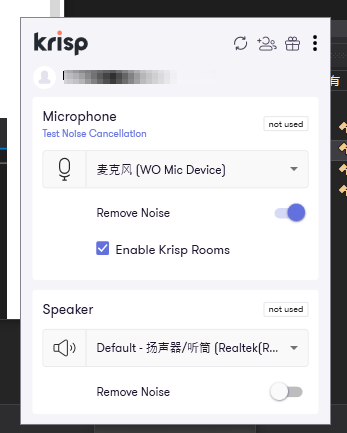 krisp
Microphone
not used
Test Noise Cancellation
麦克风 (WO Mic Device)
Remove Noise
Enable Krisp Rooms
Speaker
not used
Default - 扬声器/听筒 (Realtek(R...
Remove Noise
有